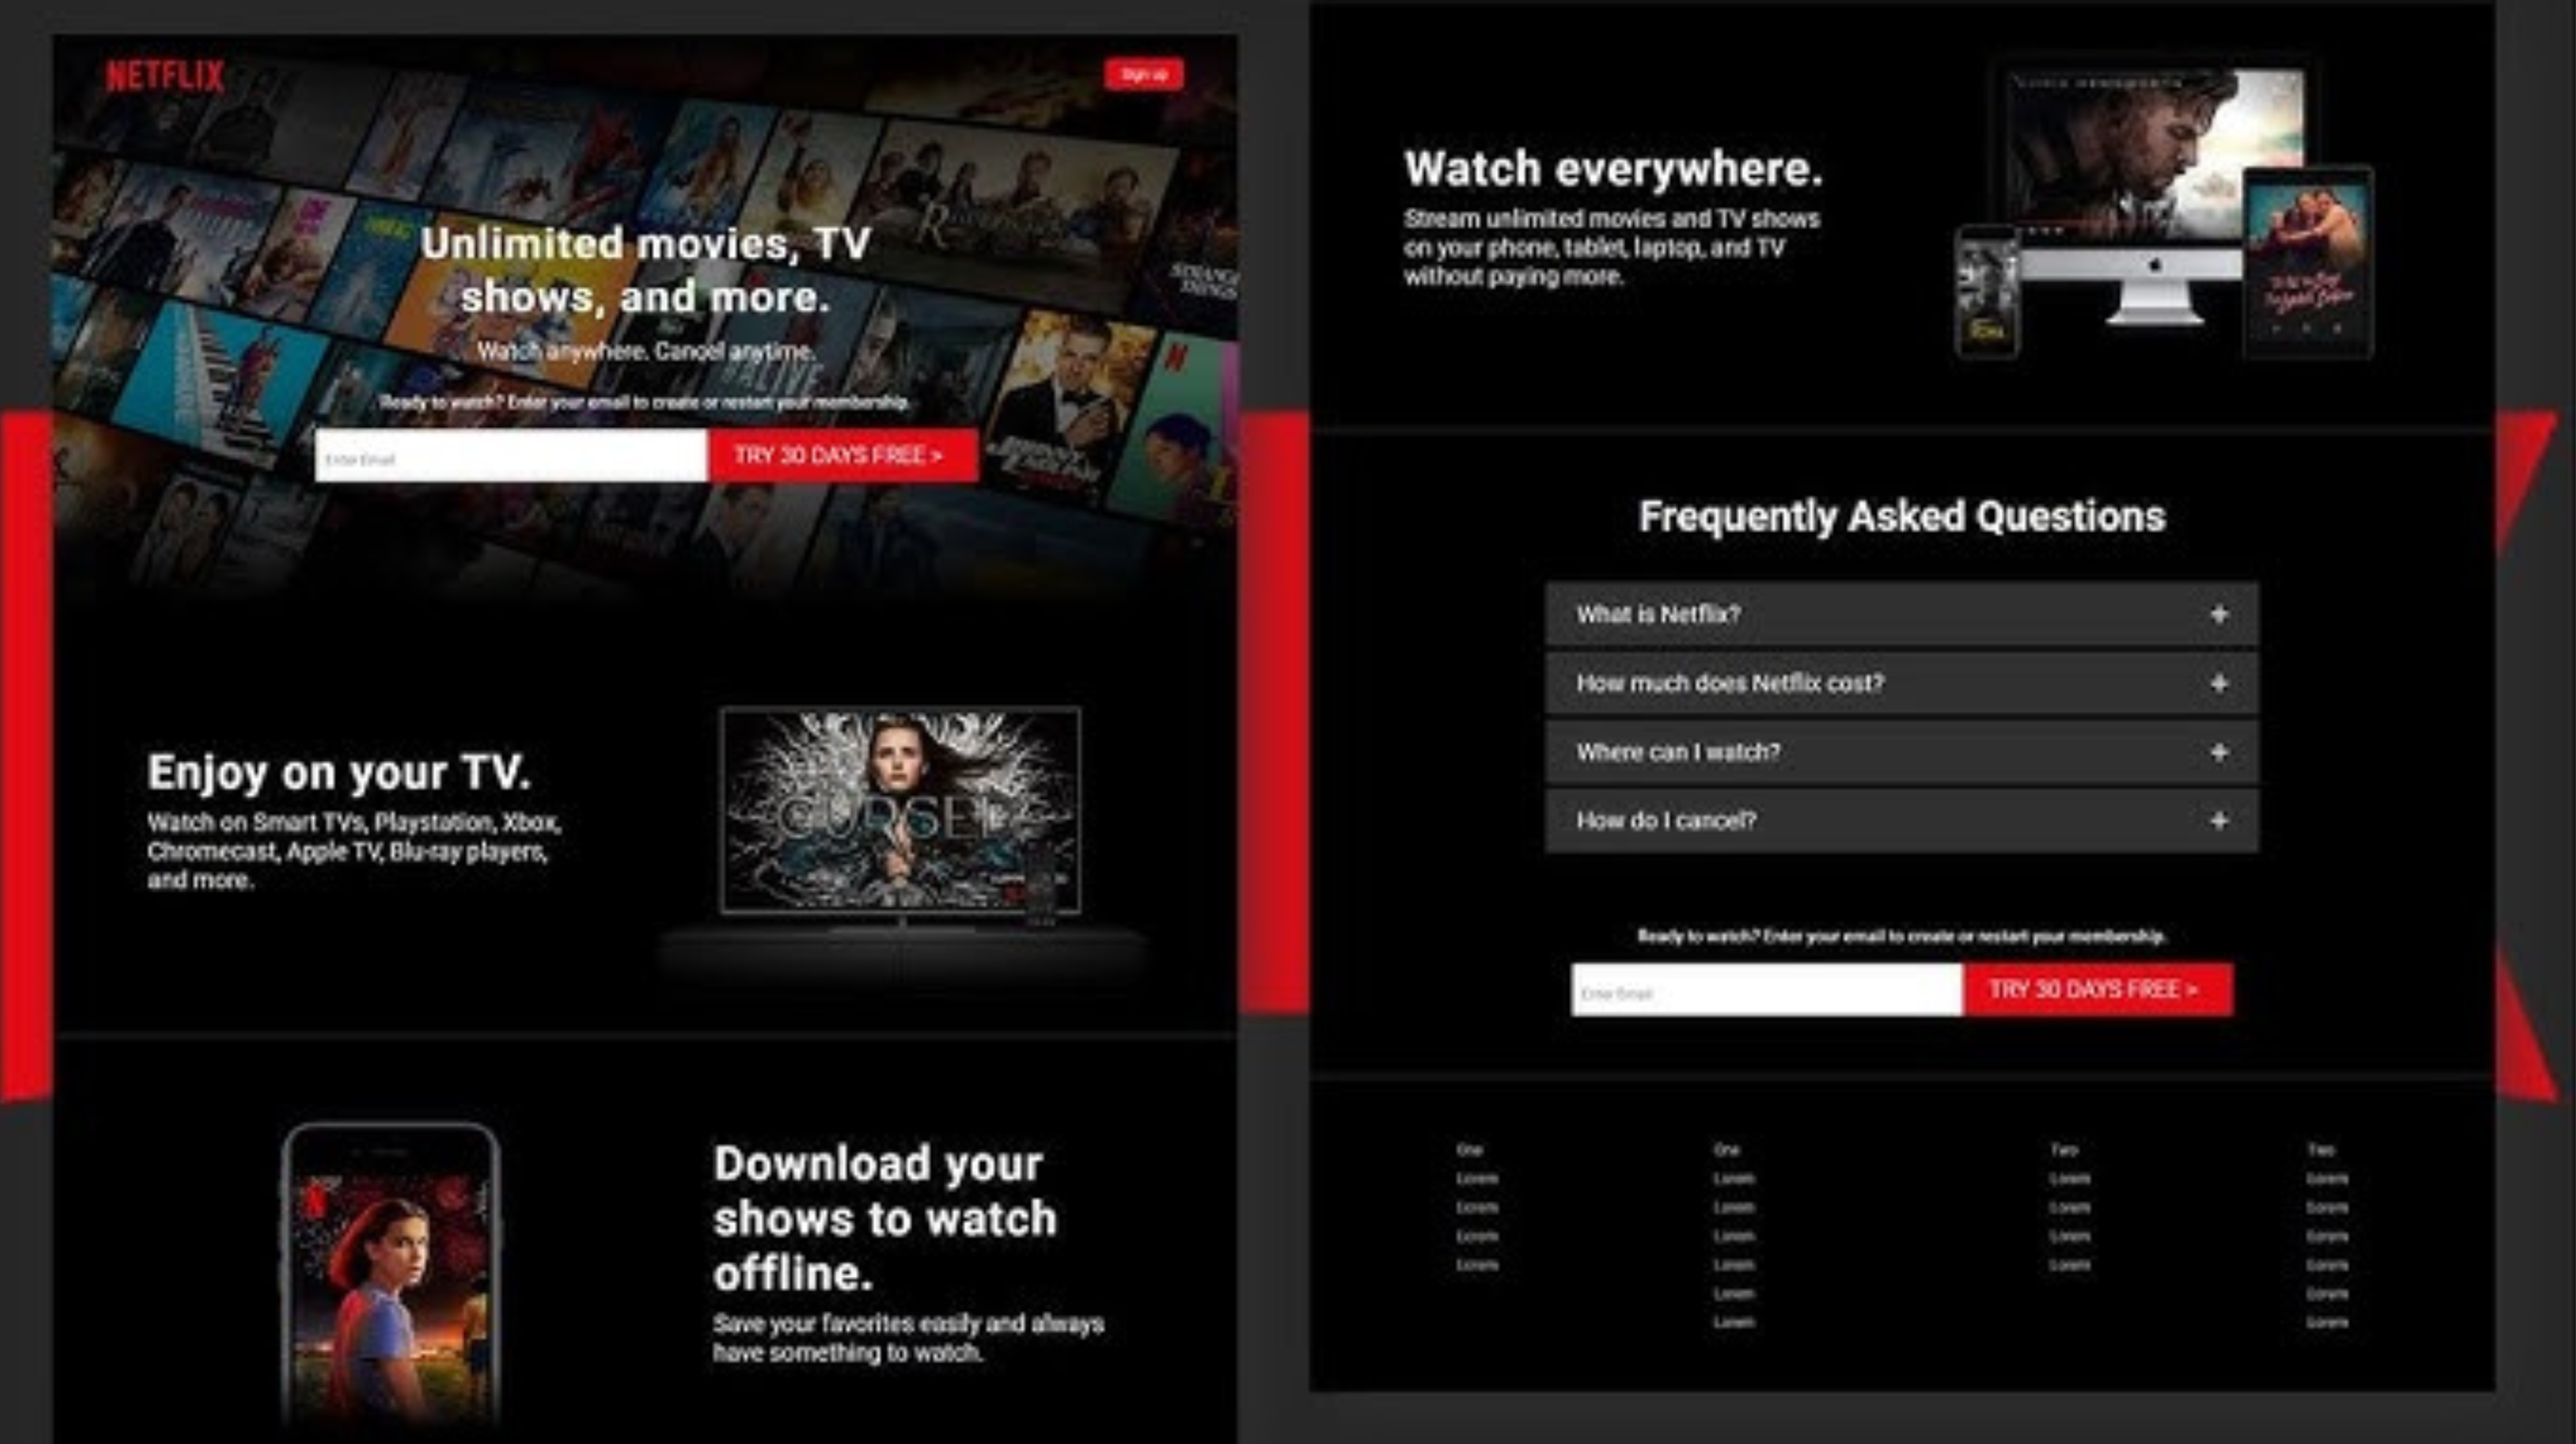 NETFLIX
Sign up
Unlimited movies, TV
shows, and more.
Watch anywhere. Cancel anytime.
Ready to watch? Enter your email to create or restart your membership.
Enter Email
TRY 30 DAYS FREE >
Enjoy on your TV.
Watch on Smart TVs, Playstation, Xbox,
Chromecast, Apple TV, Blu-ray players,
and more.
CURSED
Download your
shows to watch
offline.
Save your favorites easily and always
have something to watch.
Watch everywhere.
Stream unlimited movies and TV shows
on your phone, tablet, laptop, and TV
without paying more.
Frequently Asked Questions
What is Netflix? +
How much does Netflix cost? +
Where can I watch? +
How do I cancel? +
Ready to watch? Enter your email to create or restart your membership.
Enter Email
TRY 30 DAYS FREE >
One One Two Two
Lorem Lorem Lorem Lorem
Lorem Lorem Lorem Lorem
Lorem Lorem Lorem Lorem
Lorem Lorem Lorem Lorem
Lorem Lorem
Lorem Lorem